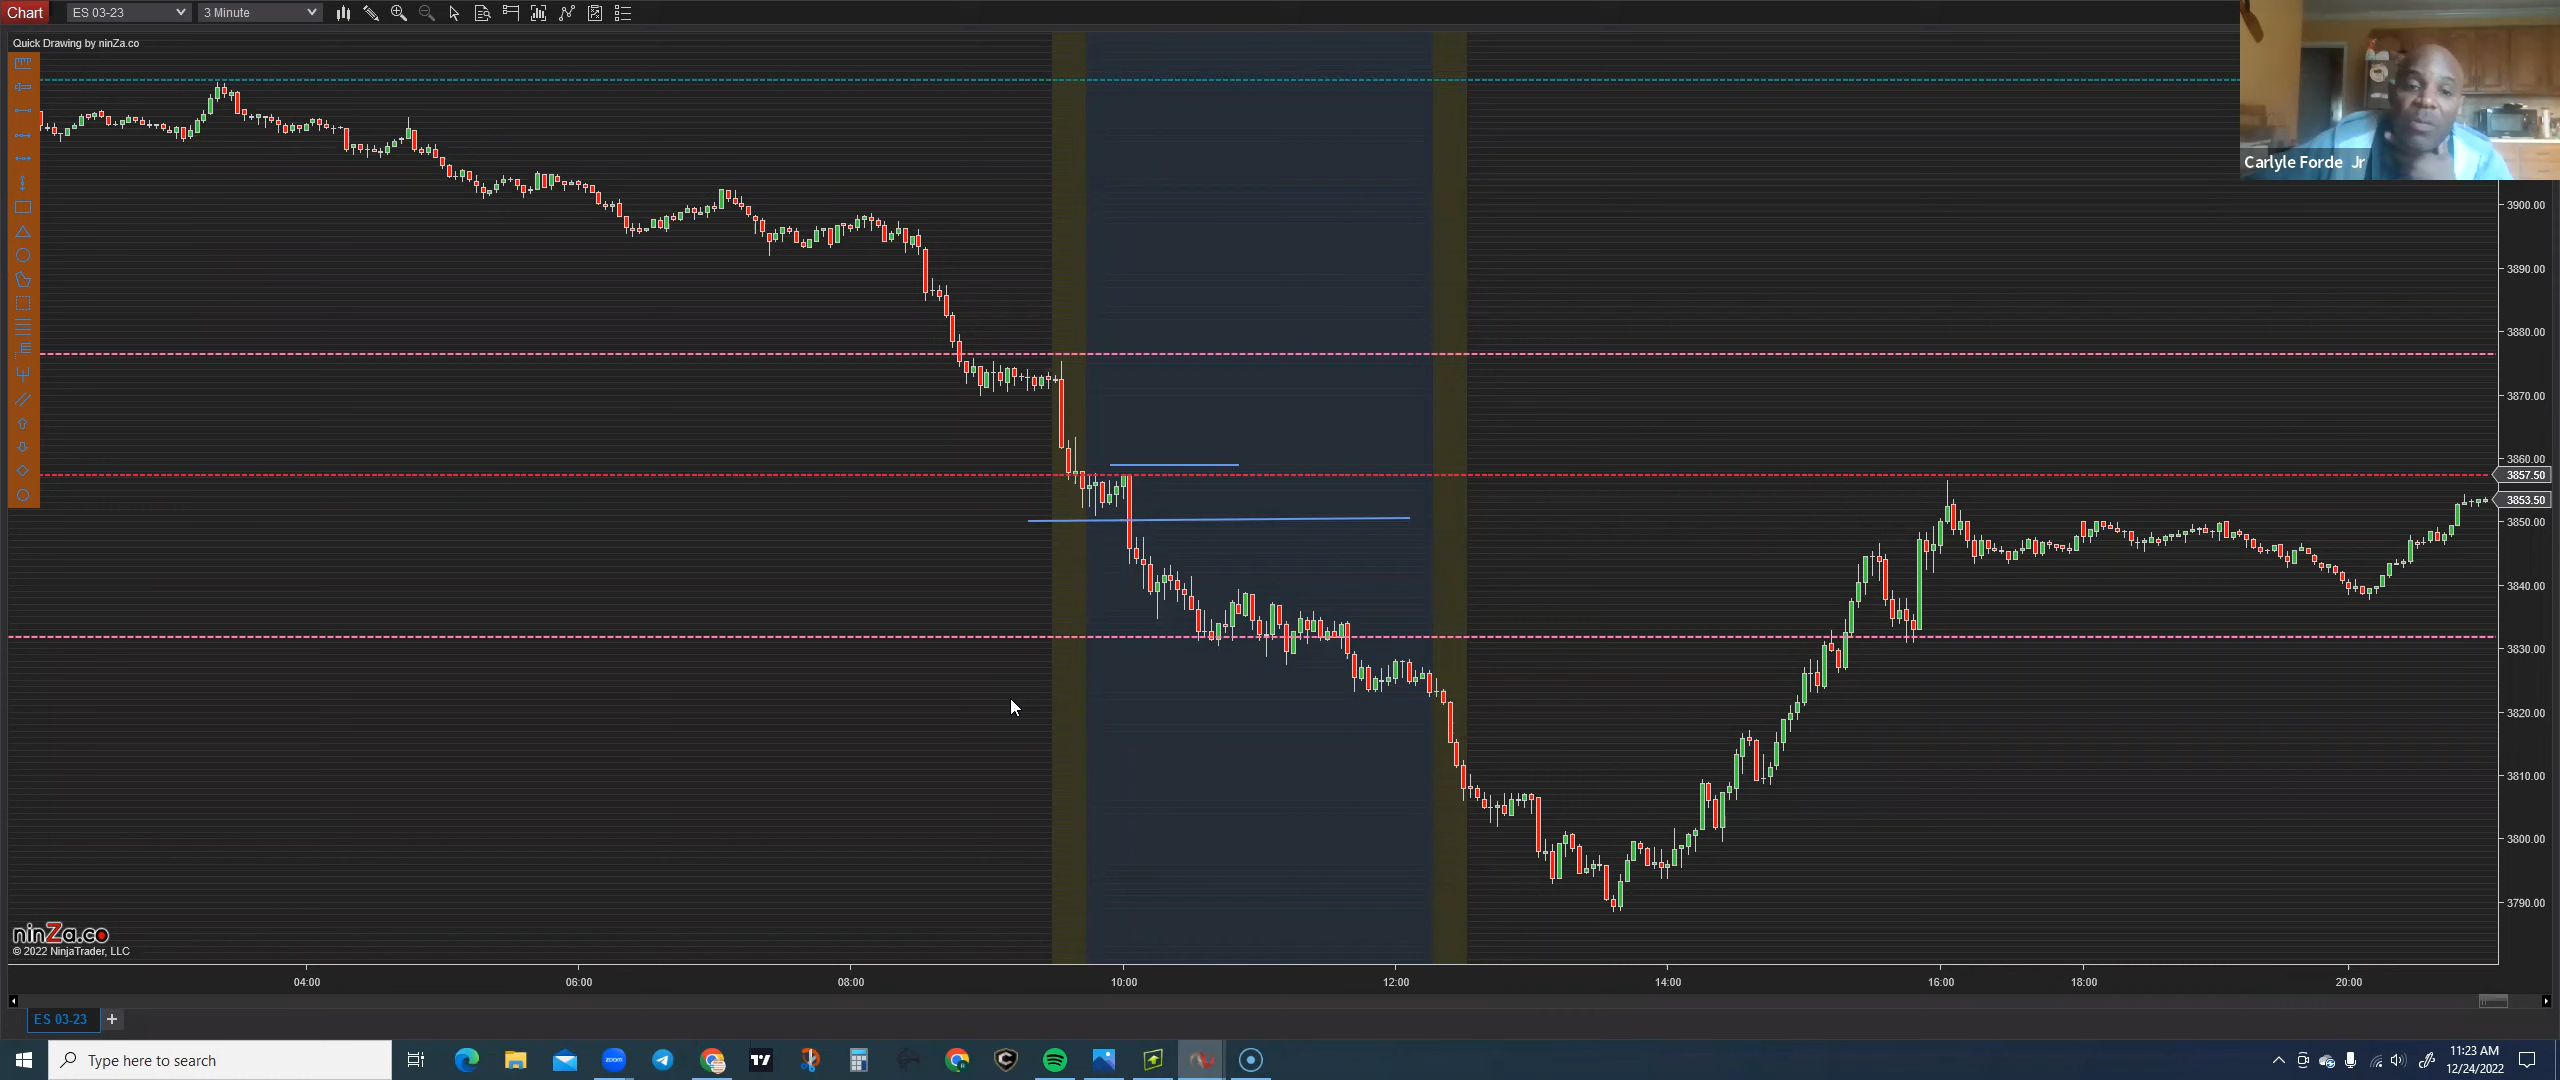 Chart ES 03-23 3 Minute
Quick Drawing by ninZa.co
Carlyle Forde Jr
3900.00
3890.00
3880.00
3870.00
3860.00
3857.50
3853.50
3850.00
3840.00
3830.00
3820.00
3810.00
3800.00
3790.00
ninZa.co
© 2022 NinjaTrader, LLC
04:00 06:00 08:00 10:00 12:00 14:00 16:00 18:00 20:00
ES 03-23 +
Type here to search
zoom
11:23 AM
12/24/2022